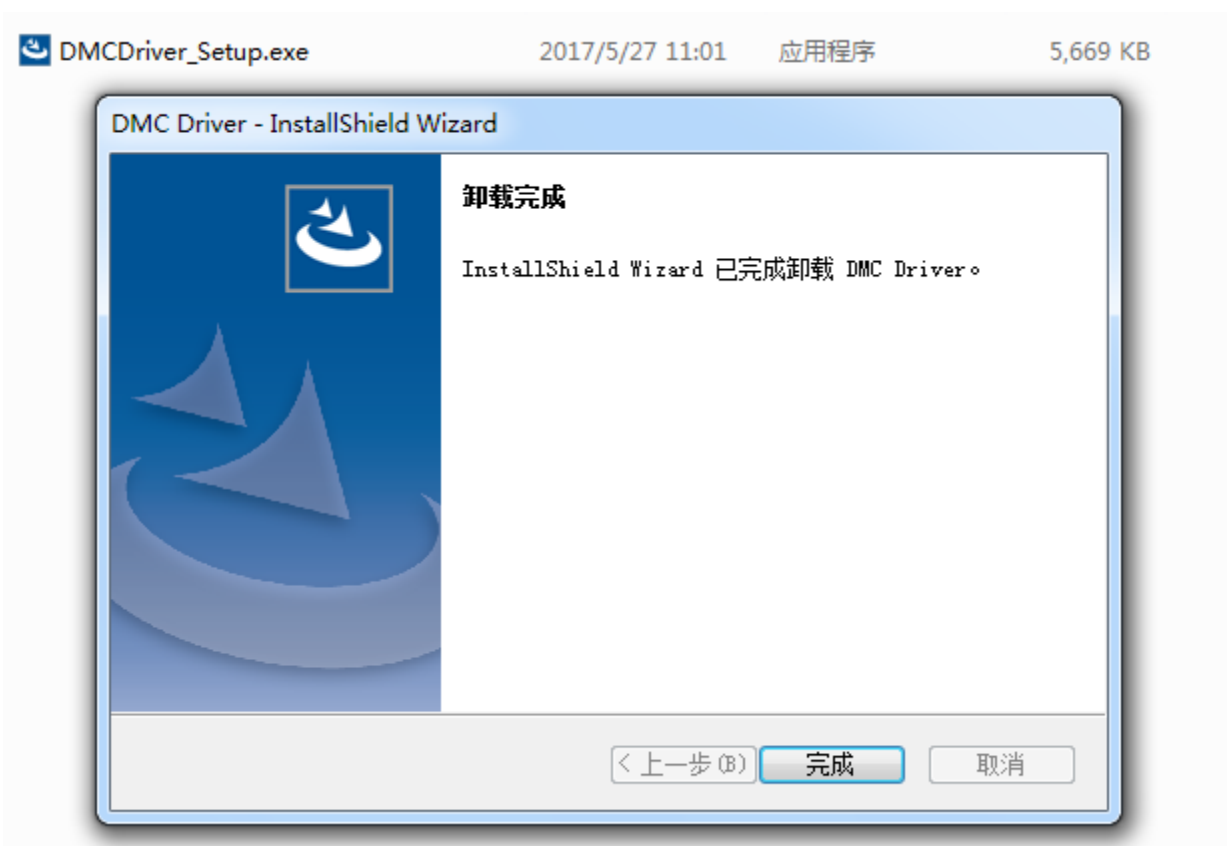 DMCDriver_Setup.exe 2017/5/27 11:01 应用程序 5,669 KB
DMC Driver - InstallShield Wizard
卸载完成
InstallShield Wizard 已完成卸载 DMC Driver。
< 上一步(B) 完成 取消